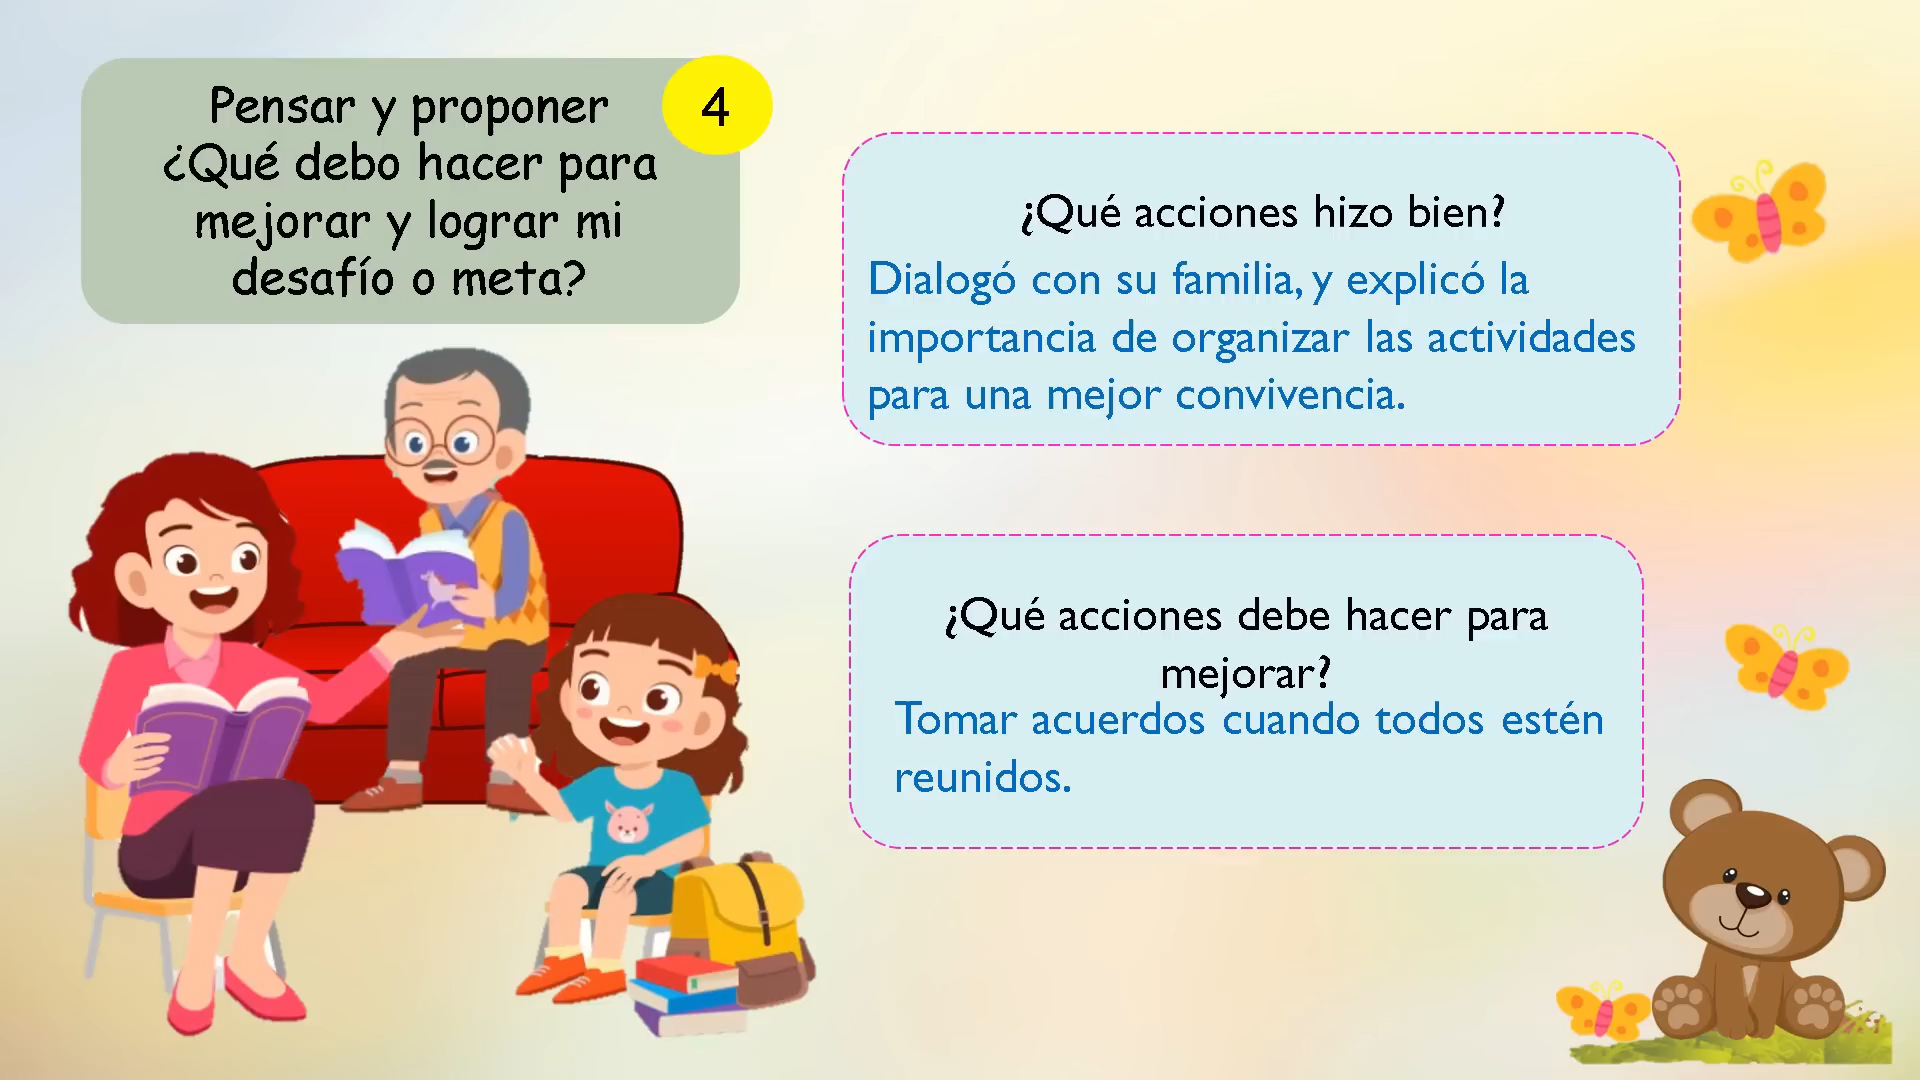 Pensar y proponer
¿Qué debo hacer para
mejorar y lograr mi
desafío o meta?
4
¿Qué acciones hizo bien?
Dialogó con su familia, y explicó la
importancia de organizar las actividades
para una mejor convivencia.
¿Qué acciones debe hacer para
mejorar?
Tomar acuerdos cuando todos estén
reunidos.